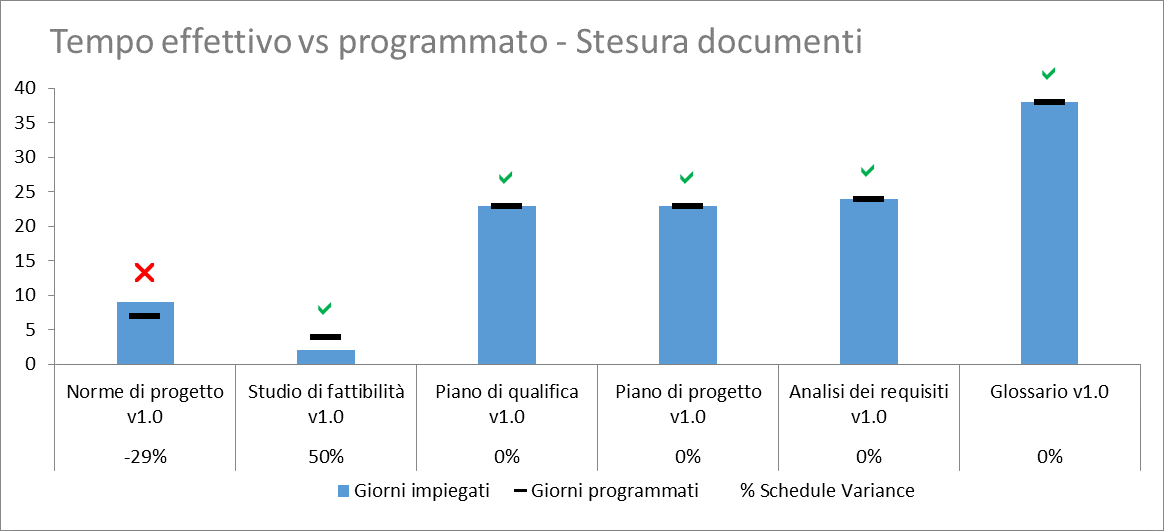 Tempo effettivo vs programmato - Stesura documenti
40
35
30
25
20
15
10
5
0
Norme di progetto v1.0
Studio di fattibilità v1.0
Piano di qualifica v1.0
Piano di progetto v1.0
Analisi dei requisiti v1.0
Glossario v1.0
-29%
50%
0%
0%
0%
0%
Giorni impiegati
Giorni programmati
% Schedule Variance